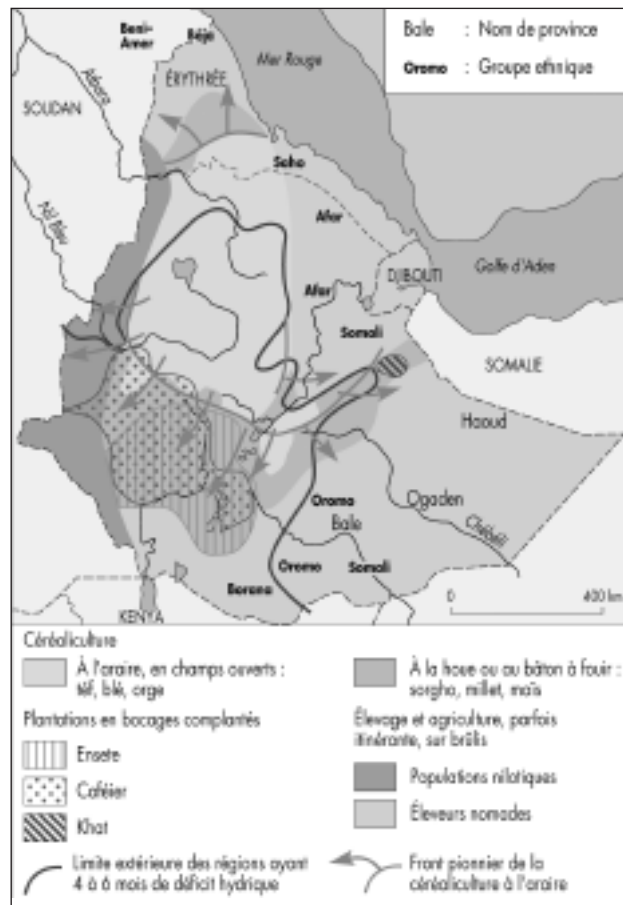 Bale : Nom de province
Oromo : Groupe ethnique
Beni-
Amer
Béja
Mer Rouge
ÉRYTHRÉE
SOUDAN
Atbara
Saho
Nil Bleu
Afar
DJIBOUTI
Golfe d'Aden
Afar
Somali
SOMALIE
Haoud
Oromo
Bale
Ogaden
Chébéli
Oromo
Somali
Borana
KENYA
0 400 km
Céréaliculture
À l'araire, en champs ouverts :
téf, blé, orge
À la houe ou au bâton à fouir :
sorgho, millet, maïs
Plantations en bocages complantés
Ensete
Caféier
Khat
Élevage et agriculture, parfois
itinérante, sur brûlis
Populations nilotiques
Éleveurs nomades
Limite extérieure des régions ayant
4 à 6 mois de déficit hydrique
Front pionnier de la
céréaliculture à l'araire